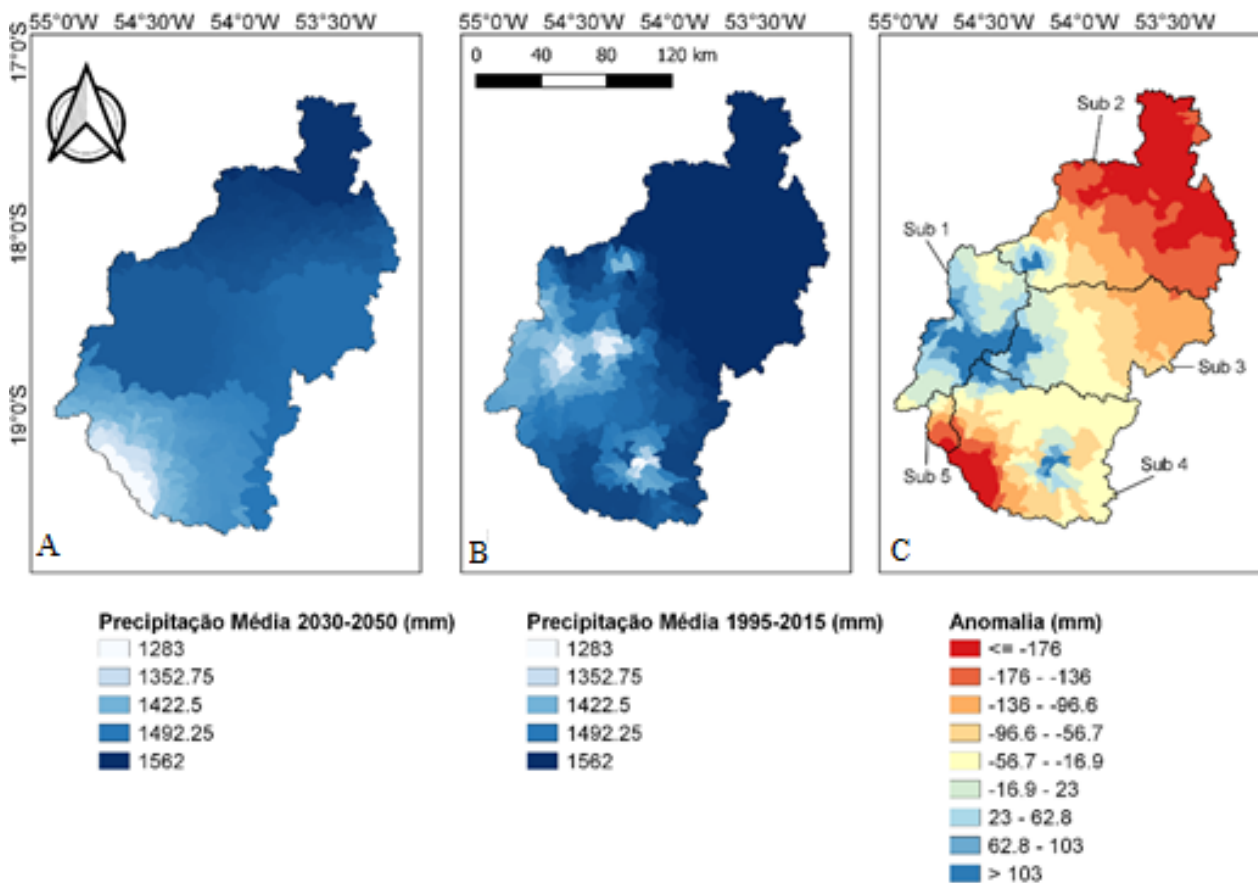 55°0'W 54°30'W 54°0'W 53°30'W
55°0'W 54°30'W 54°0'W 53°30'W
55°0'W 54°30'W 54°0'W 53°30'W
17°0'S
18°0'S
19°0'S
0 40 80 120 km
Sub 2
Sub 1
Sub 3
Sub 5
Sub 4
A
B
C
Precipitação Média 2030-2050 (mm)
1283
1352.75
1422.5
1492.25
1562
Precipitação Média 1995-2015 (mm)
1283
1352.75
1422.5
1492.25
1562
Anomalia (mm)
<= -176
-176 - -136
-136 - -96.6
-96.6 - -56.7
-56.7 - -16.9
-16.9 - 23
23 - 62.8
62.8 - 103
> 103